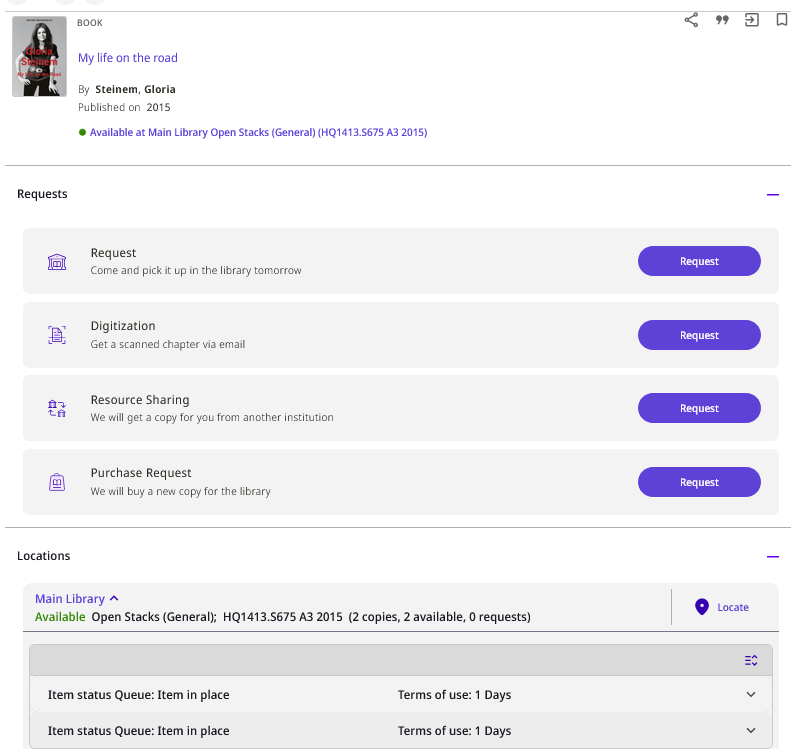 BOOK
Gloria
Steinem
My Life on the Road
My life on the road
By Steinem, Gloria
Published on 2015
Available at Main Library Open Stacks (General) (HQ1413.S675 A3 2015)
Requests
Request
Come and pick it up in the library tomorrow
Request
Digitization
Get a scanned chapter via email
Request
Resource Sharing
We will get a copy for you from another institution
Request
Purchase Request
We will buy a new copy for the library
Request
Locations
Main Library
Available Open Stacks (General); HQ1413.S675 A3 2015 (2 copies, 2 available, 0 requests)
Locate
Item status Queue: Item in place Terms of use: 1 Days
Item status Queue: Item in place Terms of use: 1 Days